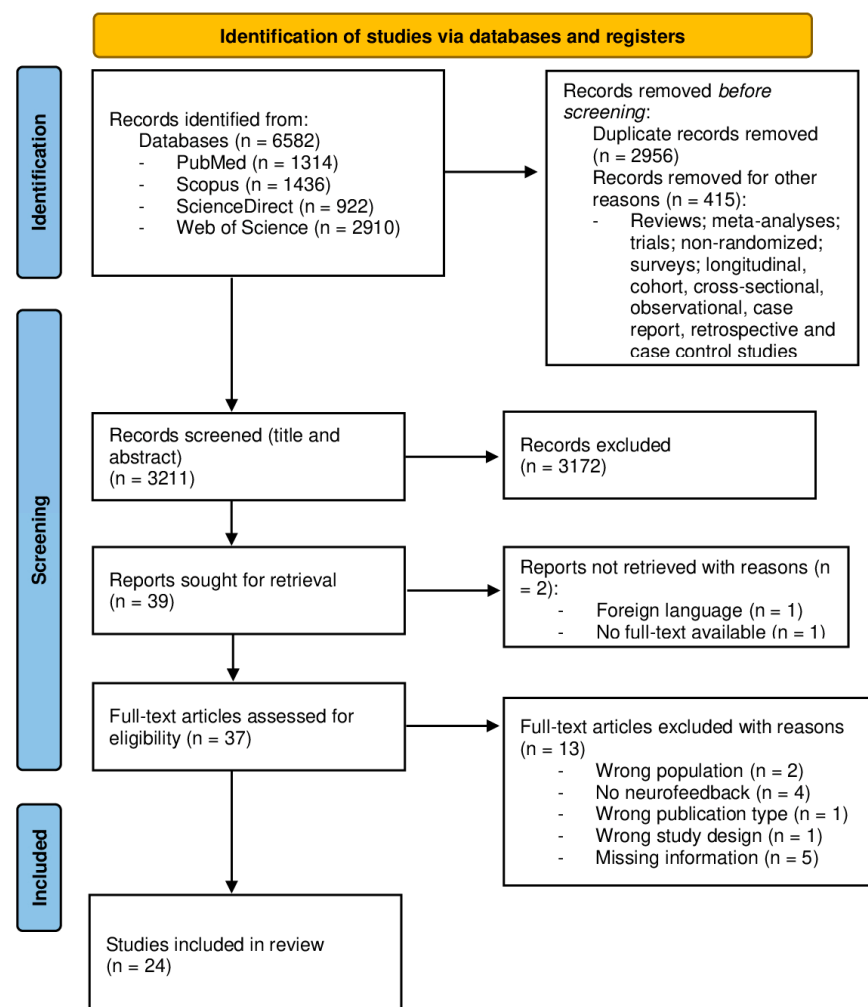 Identification of studies via databases and registers
Identification
Records identified from:
Databases (n = 6582)
- PubMed (n = 1314)
- Scopus (n = 1436)
- ScienceDirect (n = 922)
- Web of Science (n = 2910)
Records removed before
screening:
Duplicate records removed
(n = 2956)
Records removed for other
reasons (n = 415):
- Reviews; meta-analyses;
trials; non-randomized;
surveys; longitudinal,
cohort, cross-sectional,
observational, case
report, retrospective and
case control studies
Screening
Records screened (title and
abstract)
(n = 3211)
Records excluded
(n = 3172)
Reports sought for retrieval
(n = 39)
Reports not retrieved with reasons (n
= 2):
- Foreign language (n = 1)
- No full-text available (n = 1)
Full-text articles assessed for
eligibility (n = 37)
Full-text articles excluded with reasons
(n = 13)
- Wrong population (n = 2)
- No neurofeedback (n = 4)
- Wrong publication type (n = 1)
- Wrong study design (n = 1)
- Missing information (n = 5)
Included
Studies included in review
(n = 24)